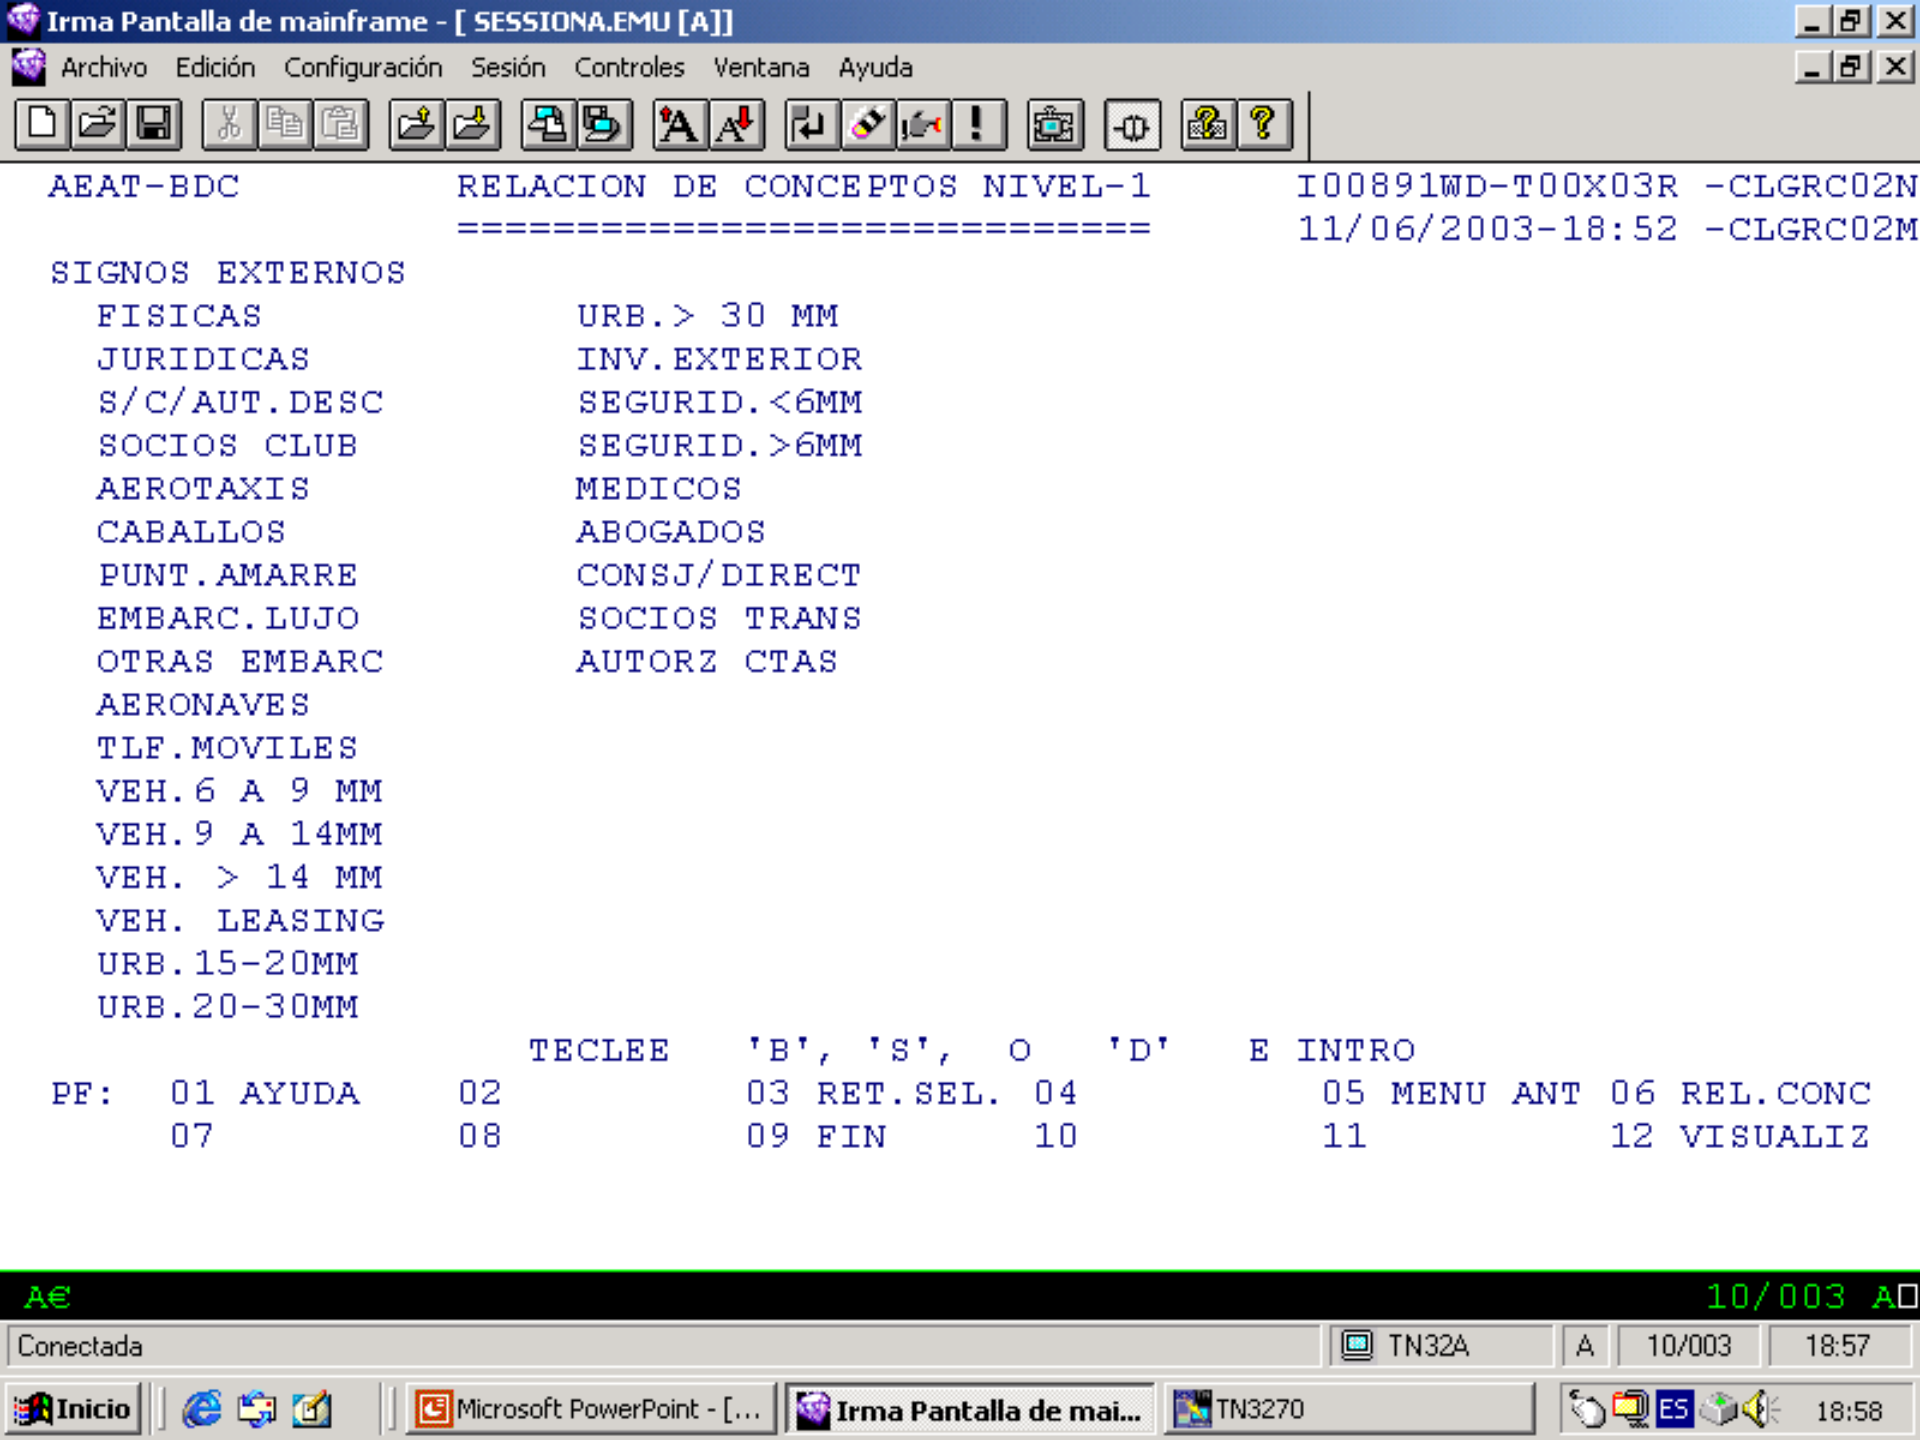 Irma Pantalla de mainframe - [ SESSIONA.EMU [A]]
Archivo Edición Configuración Sesión Controles Ventana Ayuda
AEAT-BDC RELACION DE CONCEPTOS NIVEL-1 I00891WD-T00X03R -CLGRC02N
============================= 11/06/2003-18:52 -CLGRC02M
SIGNOS EXTERNOS
FISICAS URB.> 30 MM
JURIDICAS INV.EXTERIOR
S/C/AUT.DESC SEGURID.<6MM
SOCIOS CLUB SEGURID.>6MM
AEROTAXIS MEDICOS
CABALLOS ABOGADOS
PUNT.AMARRE CONSJ/DIRECT
EMBARC.LUJO SOCIOS TRANS
OTRAS EMBARC AUTORZ CTAS
AERONAVES
TLF.MOVILES
VEH.6 A 9 MM
VEH.9 A 14MM
VEH. > 14 MM
VEH. LEASING
URB.15-20MM
URB.20-30MM
TECLEE 'B', 'S', O 'D' E INTRO
PF: 01 AYUDA 02 03 RET.SEL. 04 05 MENU ANT 06 REL.CONC
07 08 09 FIN 10 11 12 VISUALIZ
A€ 10/003 A
Conectada TN32A A 10/003 18:57
Inicio Microsoft PowerPoint - [... Irma Pantalla de mai... TN3270 ES 18:58